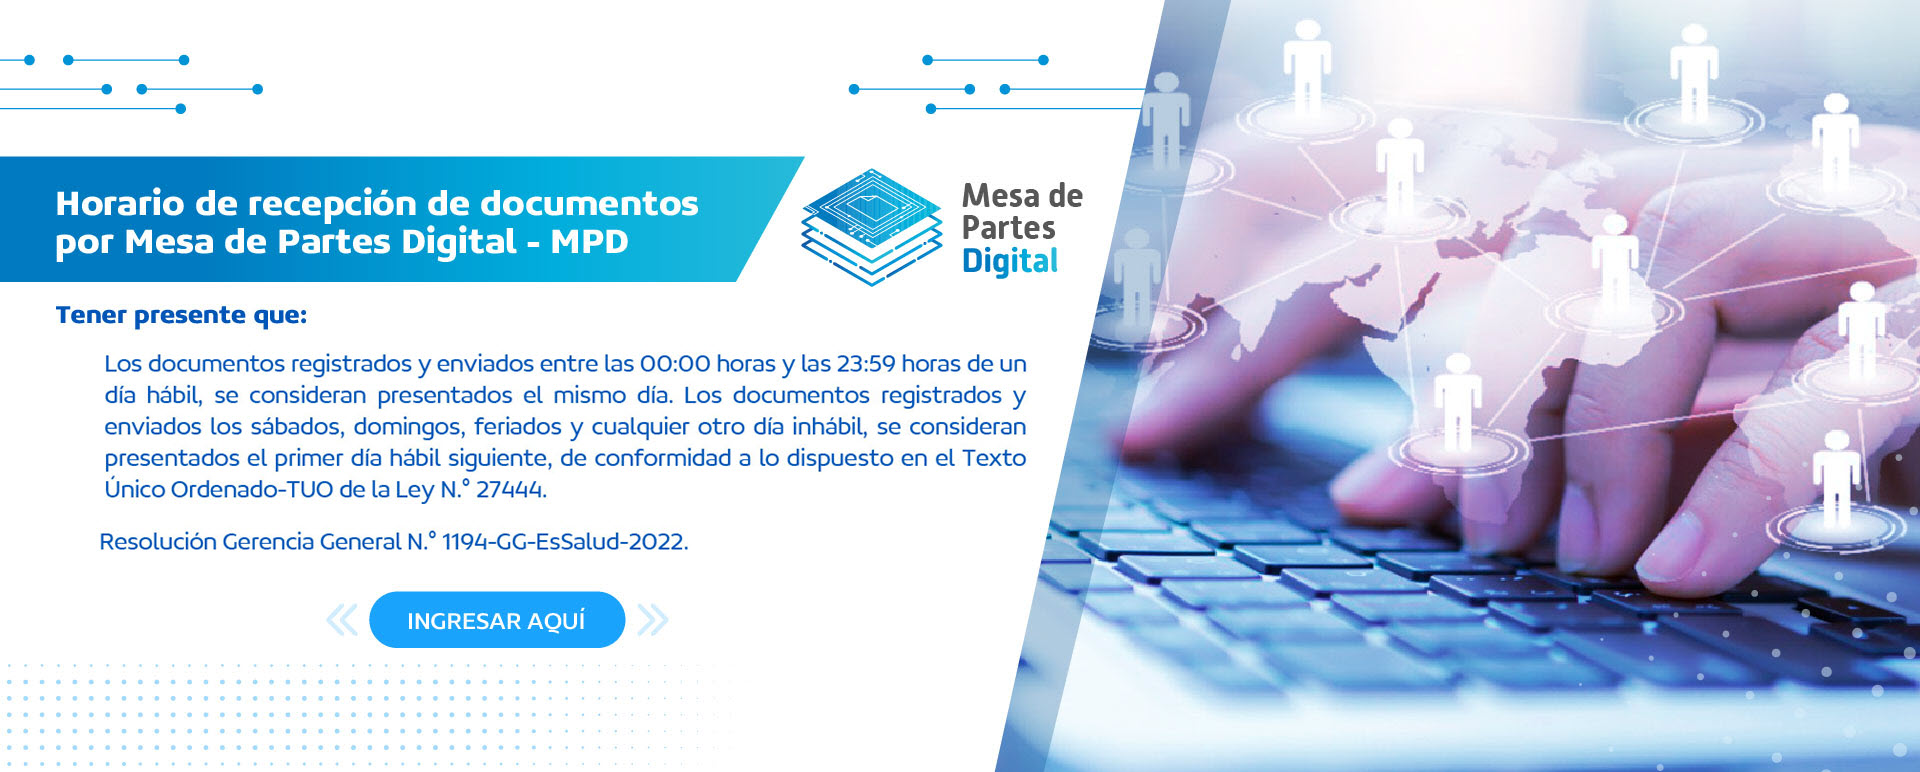 Horario de recepción de documentos
por Mesa de Partes Digital - MPD
Mesa de
Partes
Digital
Tener presente que:
Los documentos registrados y enviados entre las 00:00 horas y las 23:59 horas de un
día hábil, se consideran presentados el mismo día. Los documentos registrados y
enviados los sábados, domingos, feriados y cualquier otro día inhábil, se consideran
presentados el primer día hábil siguiente, de conformidad a lo dispuesto en el Texto
Único Ordenado-TUO de la Ley N.° 27444.
Resolución Gerencia General N.° 1194-GG-EsSalud-2022.
INGRESAR AQUÍ